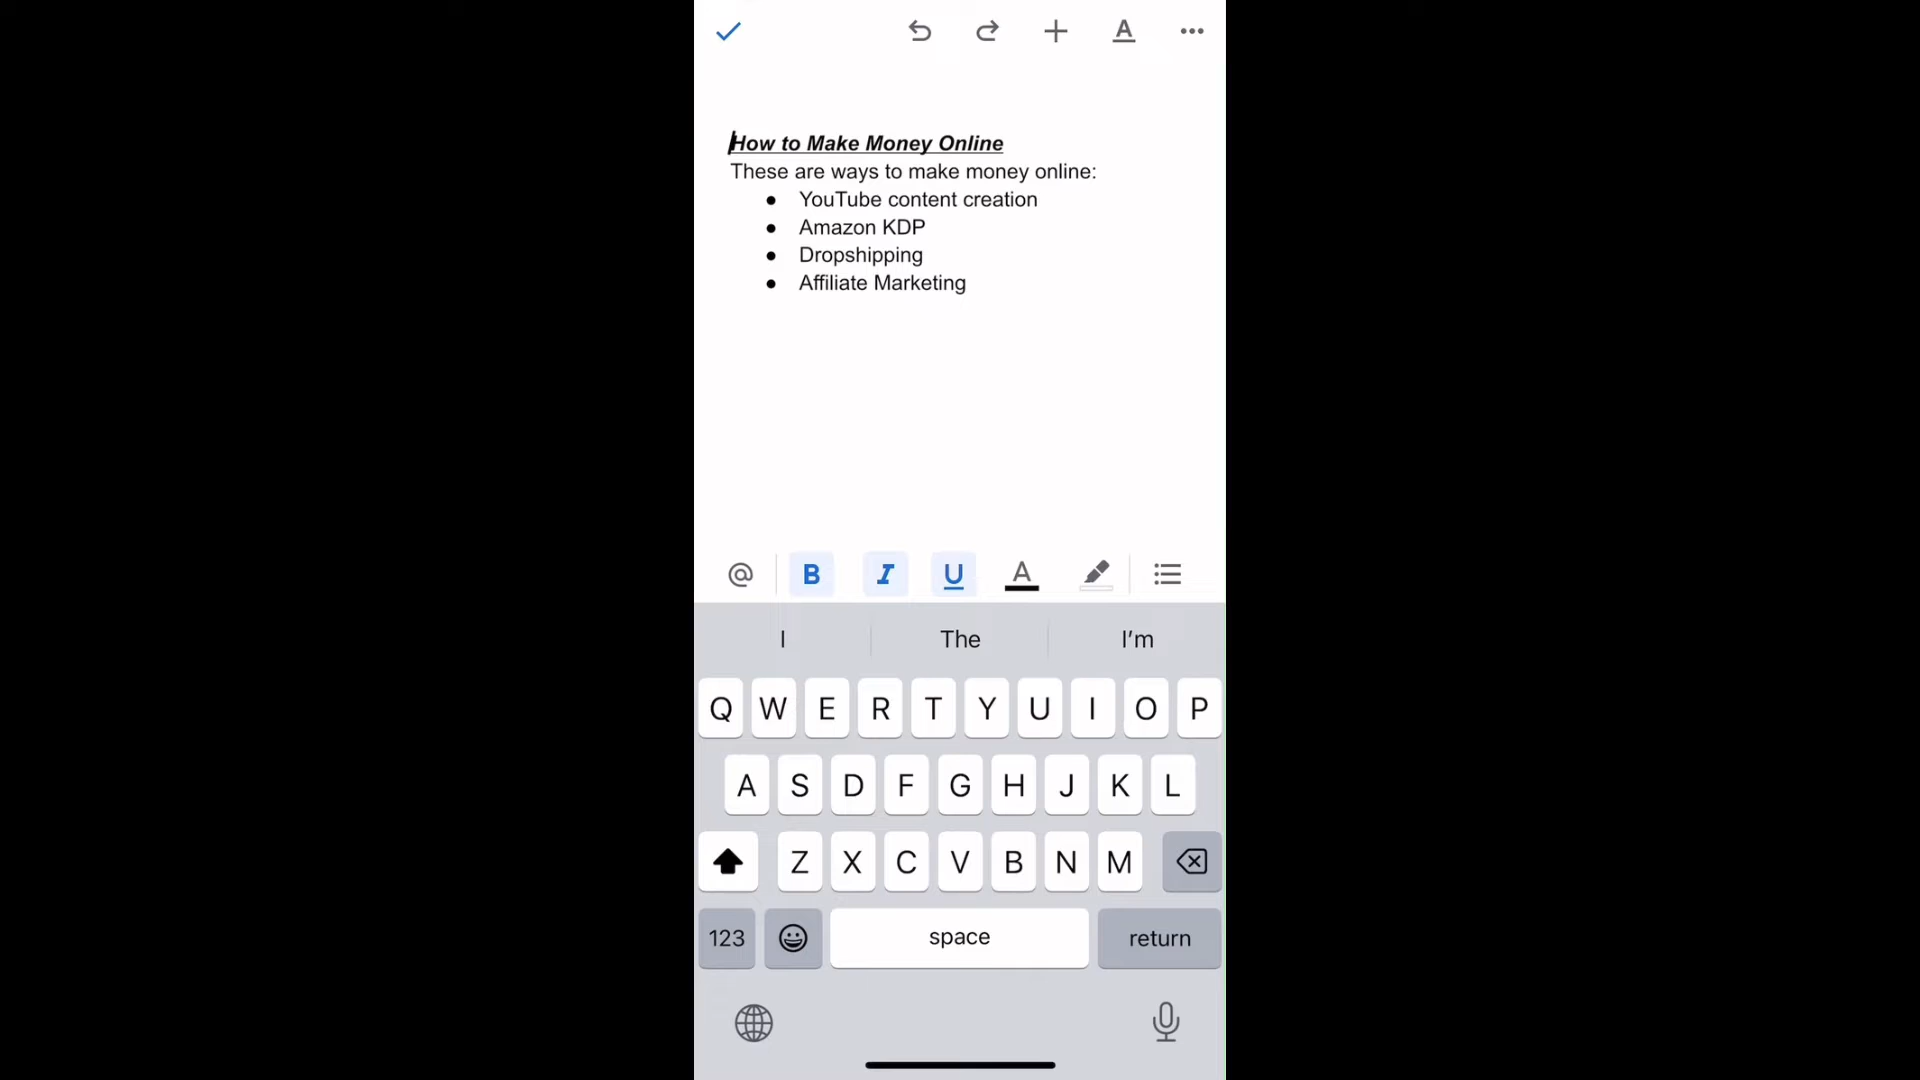 How to Make Money Online
These are ways to make money online:
● YouTube content creation
● Amazon KDP
● Dropshipping
● Affiliate Marketing
@ B I U A
I The I'm
Q W E R T Y U I O P
A S D F G H J K L
Z X C V B N M
123 space return